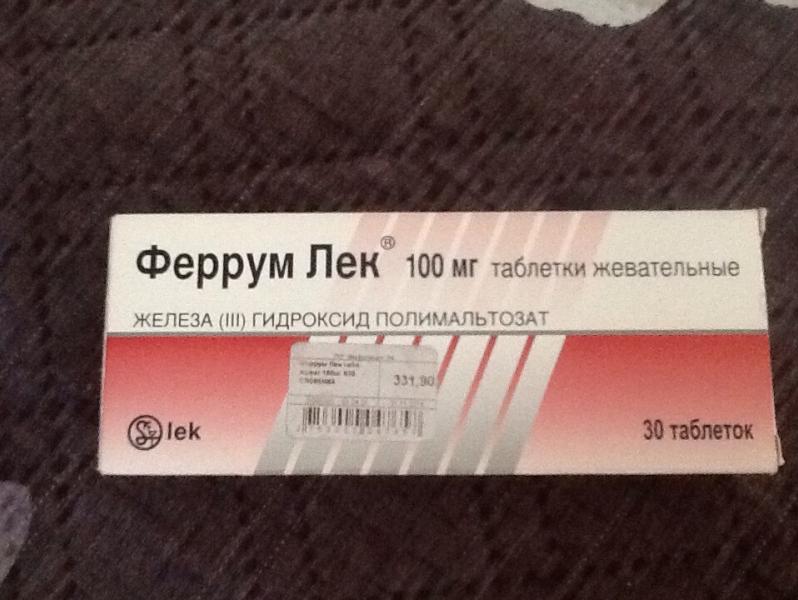 Феррум Лек® 100 мг таблетки жевательные
ЖЕЛЕЗА (III) ГИДРОКСИД ПОЛИМАЛЬТОЗАТ
331,90
lek
30 таблеток